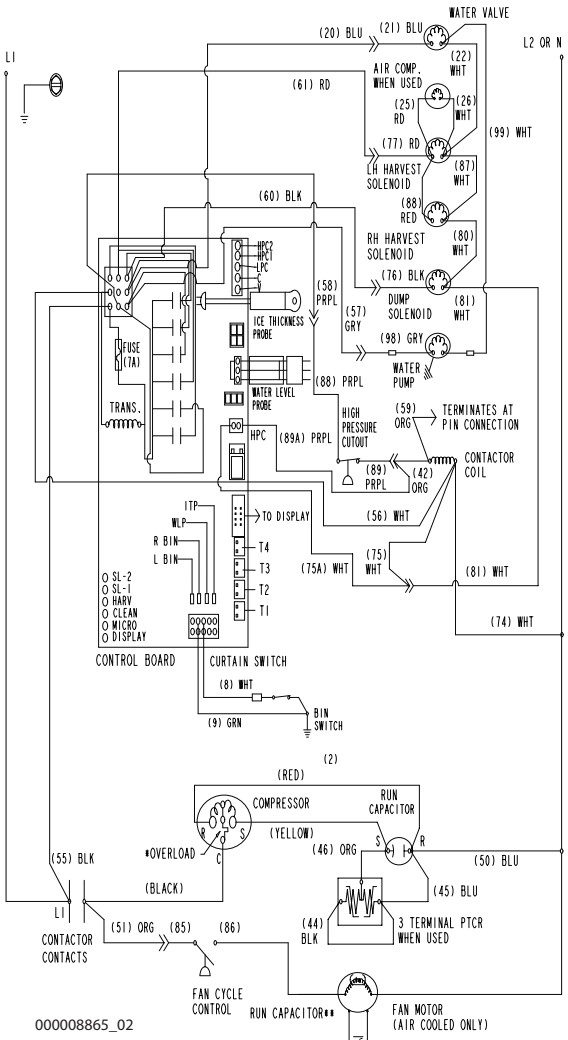 WATER VALVE
(20) BLU
(21) BLU
L1
L2 OR N
(22)
WHT
AIR COMP.
WHEN USED
(61) RD
(25)
RD
(26)
WHT
(99) WHT
(77) RD
LH HARVEST
SOLENOID
(87)
WHT
(60) BLK
(88)
RED
RH HARVEST
SOLENOID
(80)
WHT
HPC2
HPC1
LPC
C
(58)
PRPL
(76) BLK
DUMP
SOLENOID
(81)
WHT
(57)
GRY
ICE THICKNESS
PROBE
(98) GRY
FUSE
(7A)
WATER
PUMP
WATER LEVEL
PROBE
(88) PRPL
TRANS.
(59)
ORG
TERMINATES AT
PIN CONNECTION
HPC
(89A) PRPL
HIGH
PRESSURE
CUTOUT
CONTACTOR
COIL
(89)
PRPL
(42)
ORG
ITP
WLP
TO DISPLAY
(56) WHT
R BIN
L BIN
T4
T3
T2
T1
(75A) WHT
(75)
WHT
(81) WHT
SL-2
SL-1
HARV
CLEAN
MICRO
DISPLAY
(74) WHT
CONTROL BOARD
CURTAIN SWITCH
(8) WHT
(9) GRN
BIN
SWITCH
(2)
(RED)
COMPRESSOR
RUN
CAPACITOR
R
S
(YELLOW)
S
R
*OVERLOAD
C
(46) ORG
(50) BLU
(55) BLK
(BLACK)
(45) BLU
L1
(44)
BLK
3 TERMINAL PTCR
WHEN USED
(51) ORG
(85)
(86)
CONTACTOR
CONTACTS
FAN CYCLE
CONTROL
RUN CAPACITOR**
FAN MOTOR
(AIR COOLED ONLY)
000008865_02